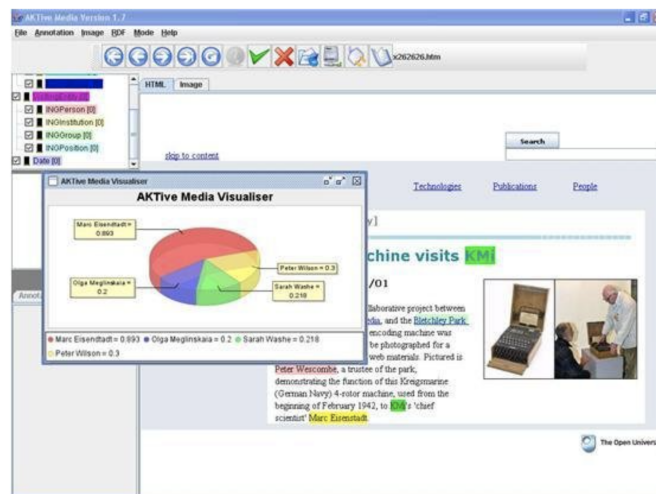 AKTive Media Version 1.7
File Annotation Image RDF Mode Help
x262626.htm
HTML Image
INGPerson [0]
INGInstitution [0]
INGGroup [0]
INGPosition [0]
Date [0]
Search
skip to content
Technologies Publications People
AKTive Media Visualiser
AKTive Media Visualiser
Marc Eisendtadt =
0.893
Peter Wilson = 0.3
Olga Meglinskaia =
0.2
Sarah Washe =
0.218
Marc Eisendtadt = 0.893 Olga Meglinskaia = 0.2 Sarah Washe = 0.218
Peter Wilson = 0.3
y]
chine visits KMi
/01
llaborative project between
edia, and the Bletchley Park
encoding machine was
be photographed for a
web materials. Pictured is
Peter Wescombe, a trustee of the park,
demonstrating the function of this Kreigsmarine
(German Navy) 4-rotor machine, used from the
beginning of February 1942, to KMi's 'chief
scientist' Marc Eisenstadt.
Annota
The Open Univers